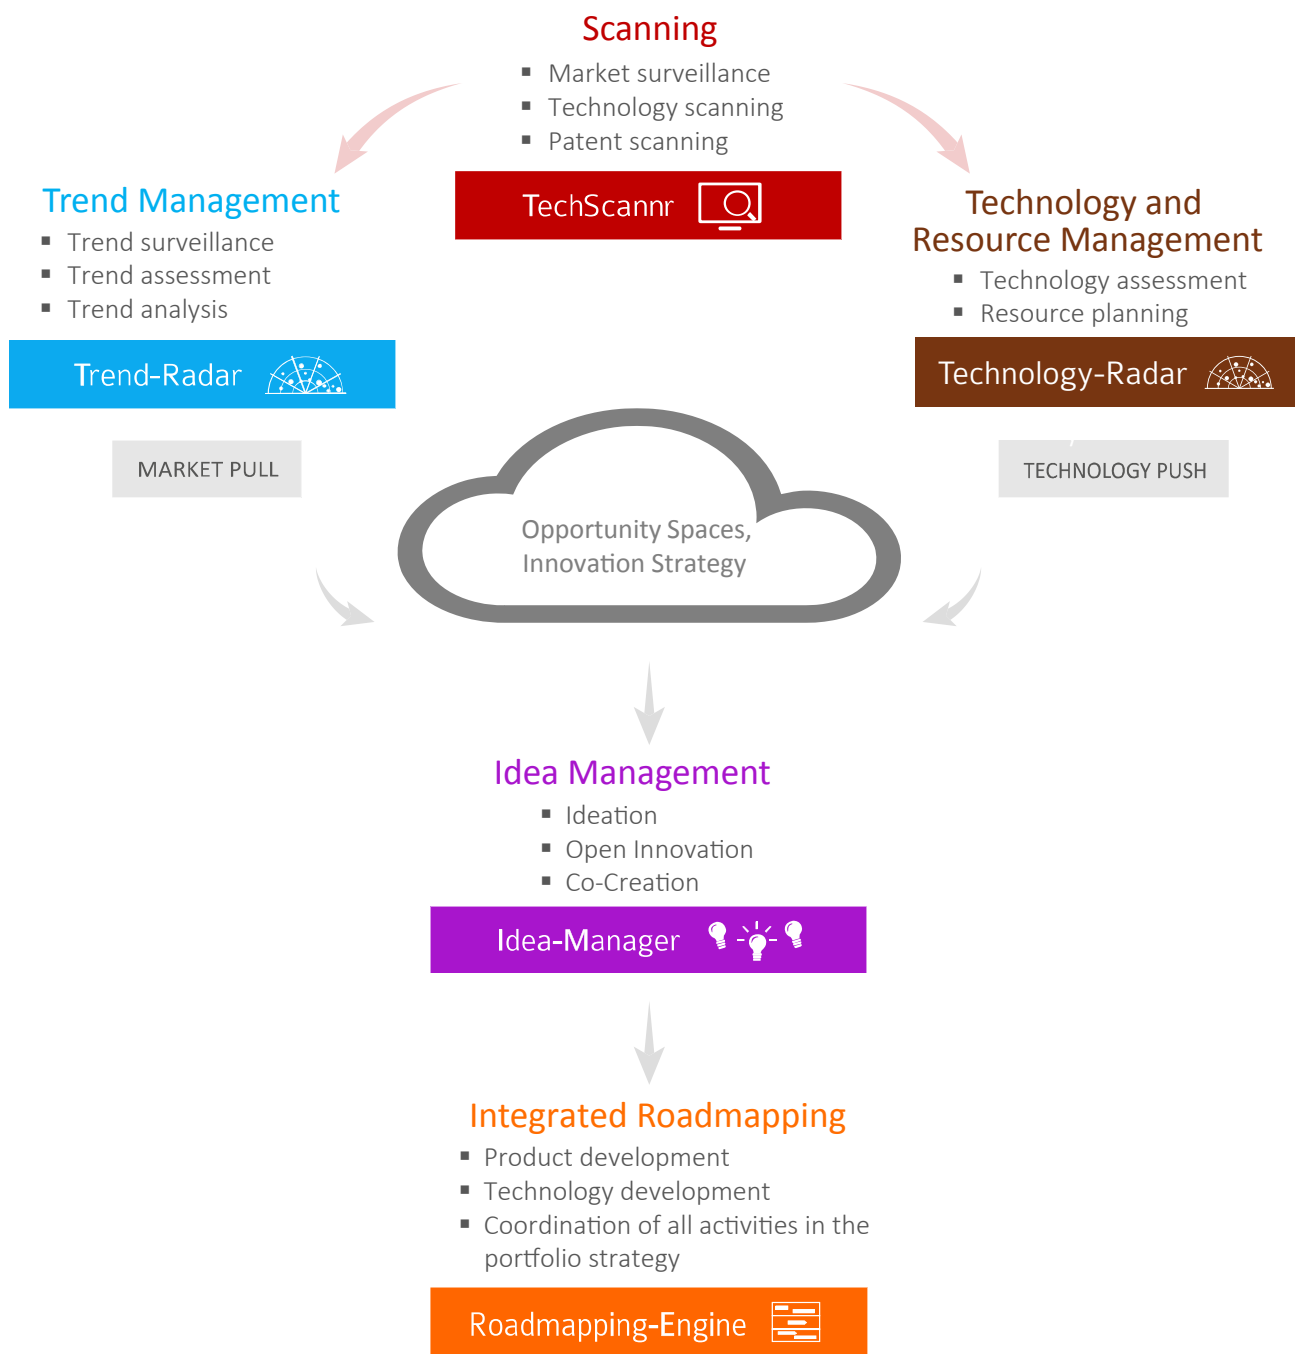 Scanning
▪ Market surveillance
▪ Technology scanning
▪ Patent scanning
TechScannr
Trend Management
▪ Trend surveillance
▪ Trend assessment
▪ Trend analysis
Trend-Radar
MARKET PULL
Technology and
Resource Management
▪ Technology assessment
▪ Resource planning
Technology-Radar
TECHNOLOGY PUSH
Opportunity Spaces,
Innovation Strategy
Idea Management
▪ Ideation
▪ Open Innovation
▪ Co-Creation
Idea-Manager
Integrated Roadmapping
▪ Product development
▪ Technology development
▪ Coordination of all activities in the
portfolio strategy
Roadmapping-Engine